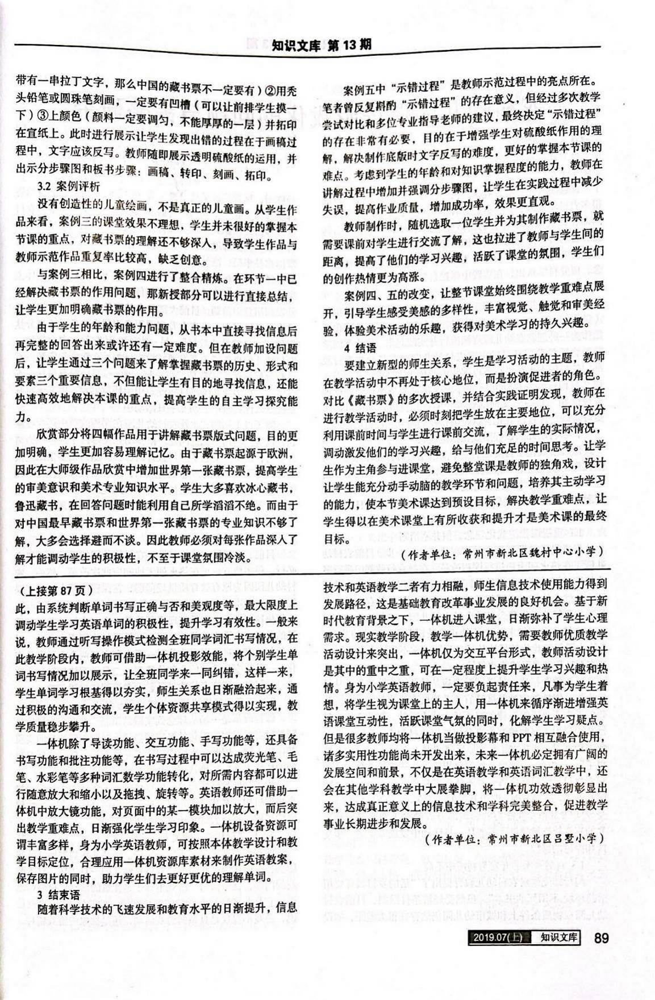 知识文库 第13期
带有一串拉丁文字，那么中国的藏书票不一定要有）②用秃
头铅笔或圆珠笔刻画，一定要有凹槽（可以让前排学生摸一
下）③上颜色（颜料一定要调匀，不能厚厚的一层）并拓印
在宣纸上。此时进行展示让学生发现出错的过程在于画稿过
程中，文字应该反写。教师随即展示透明硫酸纸的运用，并
出示分步骤图和板书步骤：画稿、转印、刻画、拓印。
3.2 案例评析
没有创造性的儿童绘画，不是真正的儿童画。从学生作
品来看，案例三的课堂效果不理想，学生并未很好的掌握本
节课的重点，对藏书票的理解还不够深入，导致学生作品与
教师示范作品重复率比较高，缺乏创意。
与案例三相比，案例四进行了整合精炼。在环节一中已
经解决藏书票的作用问题，那新授部分可以进行直接总结，
让学生更加明确藏书票的作用。
由于学生的年龄和能力问题，从书本中直接寻找信息后
再完整的回答出来或许还有一定难度。但在教师加设问题
后，让学生通过三个问题来了解掌握藏书票的历史、形式和
要素三个重要信息，不但能让学生有目的地寻找信息，还能
快速高效地解决本课的重点，提高学生的自主学习探究能
力。
欣赏部分将四幅作品用于讲解藏书票版式问题，目的更
加明确，学生更加容易理解记忆。由于藏书票起源于欧洲，
因此在大师级作品欣赏中增加世界第一张藏书票，提高学生
的审美意识和美术专业知识水平。学生大多喜欢冰心藏书，
鲁迅藏书，在回答问题时能利用自己所学滔滔不绝。而由于
对中国最早藏书票和世界第一张藏书票的专业知识不够了
解，大多会选择避而不谈。因此教师必须对每张作品深入了
解才能调动学生的积极性，不至于课堂氛围冷淡。
案例五中“示错过程”是教师示范过程中的亮点所在。
笔者曾反复斟酌“示错过程”的存在意义，但经过多次教学
尝试对比和多位专业指导老师的建议，最终决定“示错过程”
的存在非常有必要，目的在于增强学生对硫酸纸作用的理
解，解决制作底版时文字反写的难度，更好的掌握本节课的
难点。考虑到学生的年龄和对知识掌握程度的能力，教师在
讲解过程中增加并强调分步骤图，让学生在实践过程中减少
失误，提高作业质量，增加成功率，效果更直观。
教师制作时，随机选取一位学生并为其制作藏书票，就
需要课前对学生进行交流了解，这也拉进了教师与学生间的
距离，提高了他们的学习兴趣，活跃了课堂的氛围，学生们
的创作热情更为高涨。
案例四、五的改变，让整节课堂始终围绕教学重难点展
开，引导学生感受美感的多样性，丰富视觉、触觉和审美经
验，体验美术活动的乐趣，获得对美术学习的持久兴趣。
4 结语
要建立新型的师生关系，学生是学习活动的主题，教师
在教学活动中不再处于核心地位，而是扮演促进者的角色。
对比《藏书票》的多次授课，并结合实践证明发现，教师在
进行教学活动时，必须时刻把学生放在主要地位，可以充分
利用课前时间与学生进行课前交流，了解学生的实际情况，
调动激发他们的学习兴趣，给与他们充足的时间思考。让学
生作为主角参与进课堂，避免整堂课是教师的独角戏，设计
让学生能充分动手动脑的教学环节和问题，培养其主动学习
的能力，使本节美术课达到预设目标，解决教学重难点，让
学生得以在美术课堂上有所收获和提升才是美术课的最终
目标。
（作者单位：常州市新北区魏村中心小学）
（上接第87页）
此，由系统判断单词书写正确与否和美观度等，最大限度上
调动学生学习英语单词的积极性，提升学习有效性。一般来
说，教师通过听写操作模式检测全班同学词汇书写情况，在
此教学阶段内，教师可借助一体机投影效能，将个别学生单
词书写情况加以展示，让全班同学来一同纠错，这样一来，
学生单词学习根基得以夯实，师生关系也日渐融洽起来，通
过积极的沟通和交流，学生个体资源共享模式得以实现，教
学质量稳步攀升。
一体机除了导读功能、交互功能、手写功能等，还具备
书写功能和批注功能等，在书写过程中可以达成荧光笔、毛
笔、水彩笔等多种词汇数学功能转化，对所需内容都可以进
行随意放大和缩小以及拖拽、旋转等。英语教师还可借助一
体机中放大镜功能，对页面中的某一模块加以放大，而后突
出教学重难点，日渐强化学生学习印象。一体机设备资源可
谓丰富多样，身为小学英语教师，可按照本体教学设计和教
学目标定位，合理应用一体机资源库素材来制作英语教案，
保存图片的同时，助力学生们去更好更优的理解单词。
3 结束语
随着科学技术的飞速发展和教育水平的日渐提升，信息
技术和英语教学二者有力相融，师生信息技术使用能力得到
发展路径，这是基础教育改革事业发展的良好机会。基于新
时代教育背景之下，一体机进入课堂，日渐弥补了学生心理
需求。现实教学阶段，教学一体机优势，需要教师优质教学
活动设计来突出，一体机仅为交互平台形式，教师活动设计
是其中的重中之重，可在一定程度上提升学生学习兴趣和热
情。身为小学英语教师，一定要负起责任来，凡事为学生着
想，将学生视为课堂上的主人，用一体机来循序渐进增强英
语课堂互动性，活跃课堂气氛的同时，化解学生学习疑点。
但是很多教师均将一体机当做投影幕和PPT相互融合使用，
诸多实用性功能尚未开发出来，未来一体机必定拥有广阔的
发展空间和前景，不仅是在英语教学和英语词汇教学中，还
会在其他学科教学中大展拳脚，将一体机功效透彻彰显出
来，达成真正意义上的信息技术和学科完美整合，促进教学
事业长期进步和发展。
（作者单位：常州市新北区吕墅小学）
2019.07(上) 知识文库 89